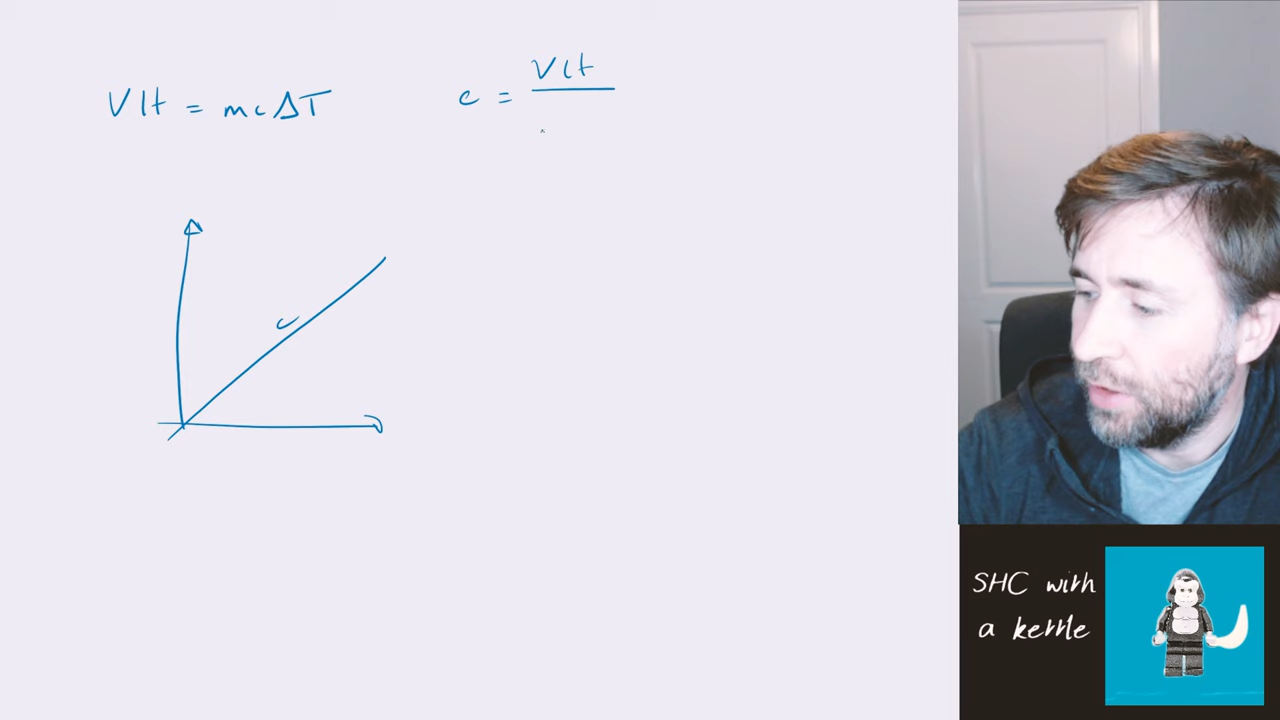 VIt = mcΔT
c = VIt
c
SHC with
a kettle